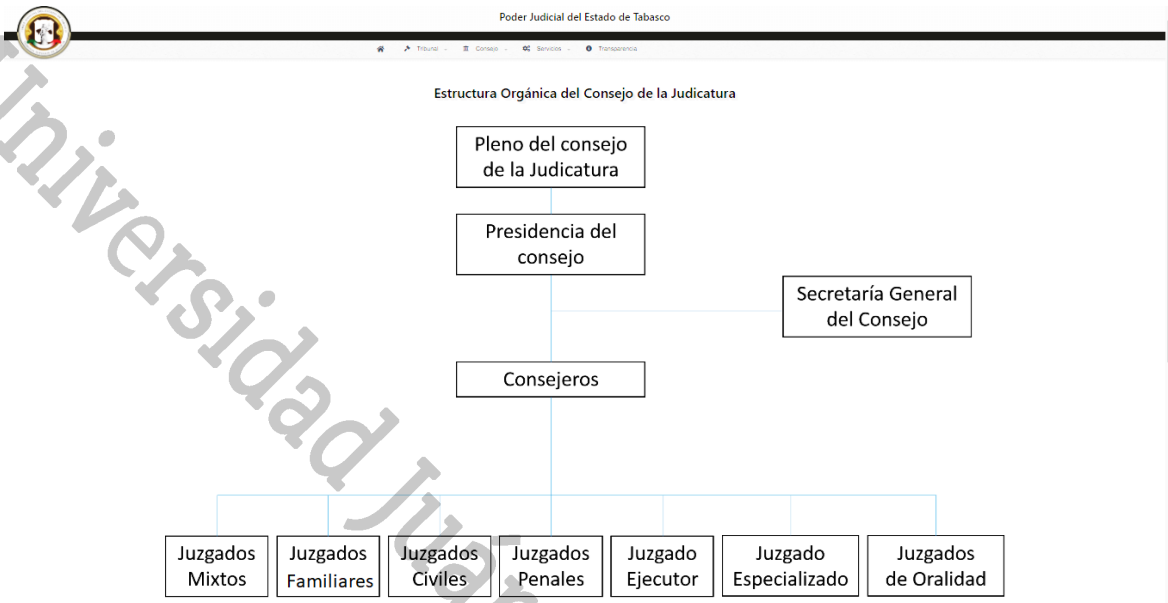 Poder Judicial del Estado de Tabasco
Tribunal
Consejo
Servicios
Transparencia
Estructura Orgánica del Consejo de la Judicatura
Pleno del consejo
de la Judicatura
Presidencia del
consejo
Secretaría General
del Consejo
Consejeros
Juzgados
Mixtos
Juzgados
Familiares
Juzgados
Civiles
Juzgados
Penales
Juzgado
Ejecutor
Juzgado
Especializado
Juzgados
de Oralidad
Universidad Juár